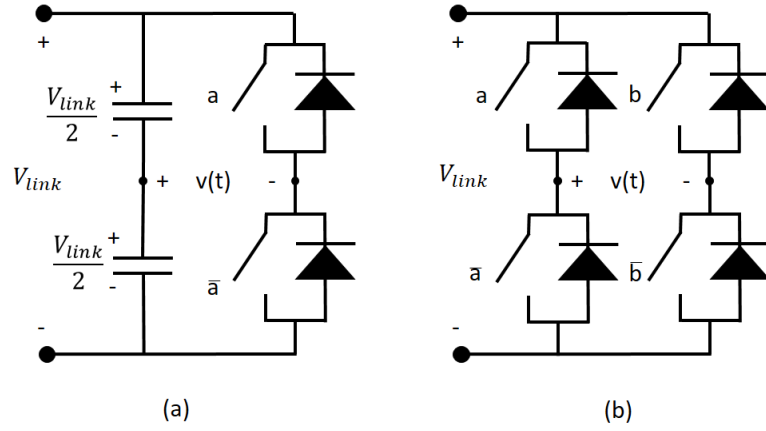 + +
a a b
+ V_link/2 -
V_link + v(t) - V_link + v(t) -
+ V_link/2 -
a̅ a̅ b̅
- -
(a) (b)